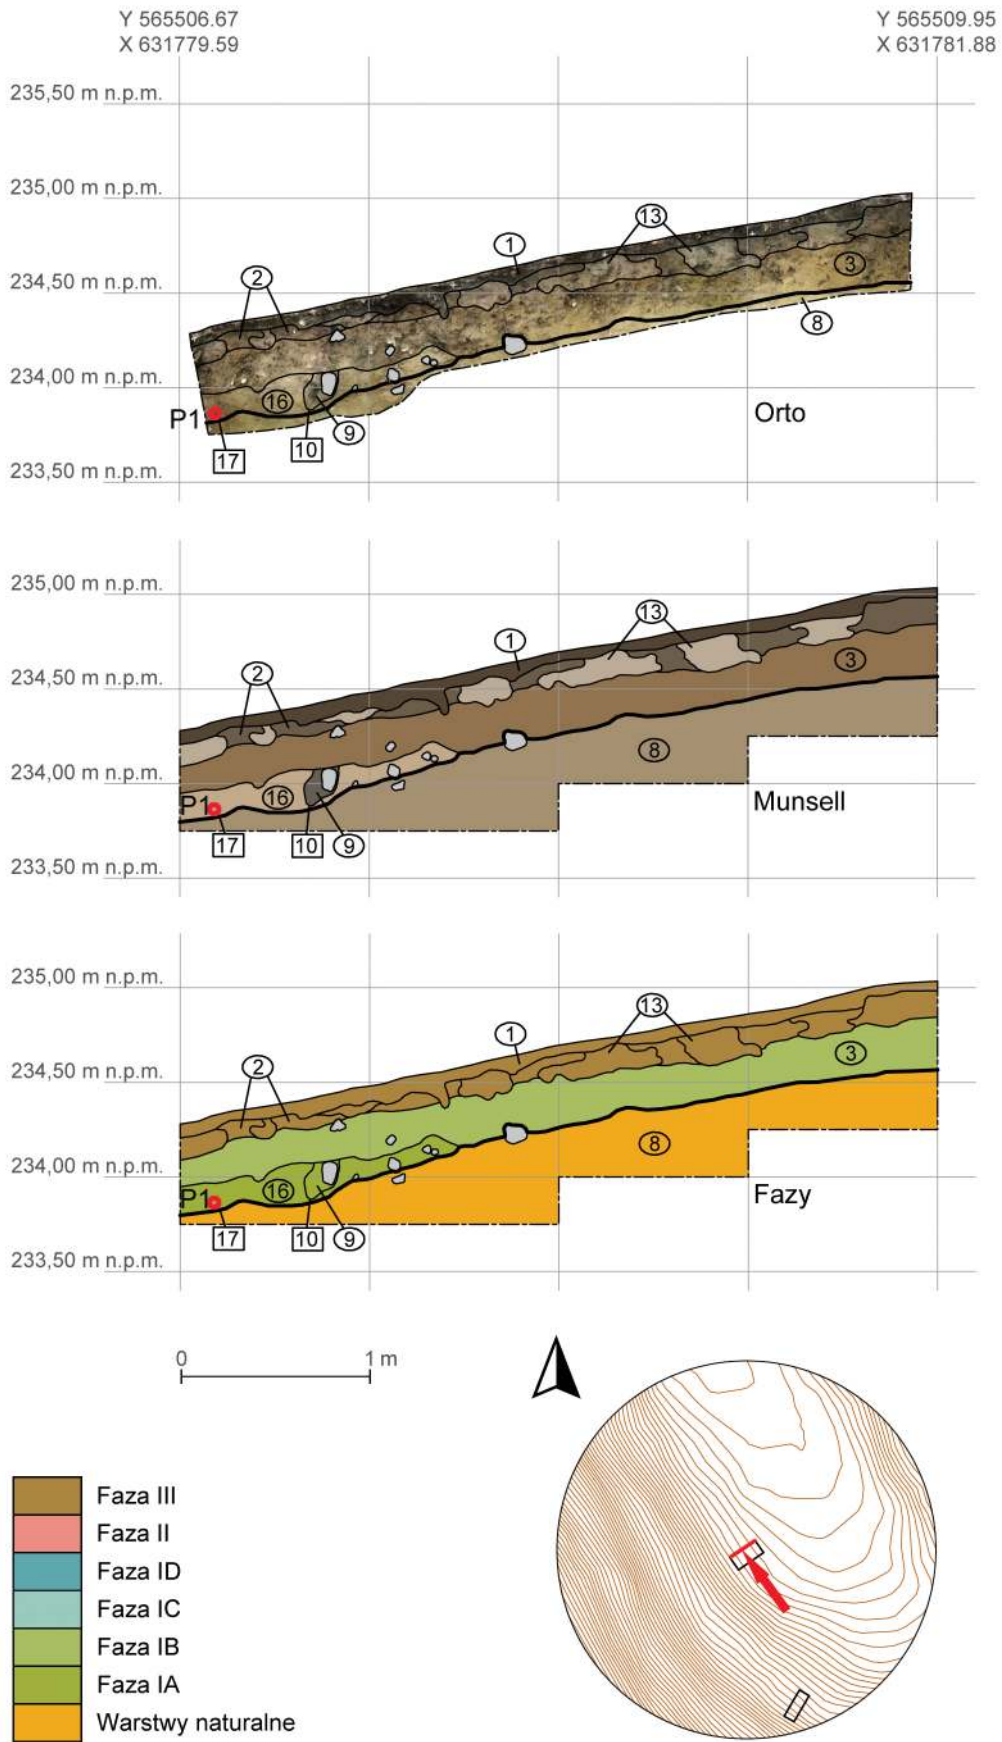 Y 565506.67
X 631779.59
Y 565509.95
X 631781.88
235,50 m n.p.m.
235,00 m n.p.m.
234,50 m n.p.m.
234,00 m n.p.m.
233,50 m n.p.m.
2
1
13
3
8
16
P1
17
10
9
Orto
235,00 m n.p.m.
234,50 m n.p.m.
234,00 m n.p.m.
233,50 m n.p.m.
2
1
13
3
8
16
P1
17
10
9
Munsell
235,00 m n.p.m.
234,50 m n.p.m.
234,00 m n.p.m.
233,50 m n.p.m.
2
1
13
3
8
16
P1
17
10
9
Fazy
0 1 m
Faza III
Faza II
Faza ID
Faza IC
Faza IB
Faza IA
Warstwy naturalne